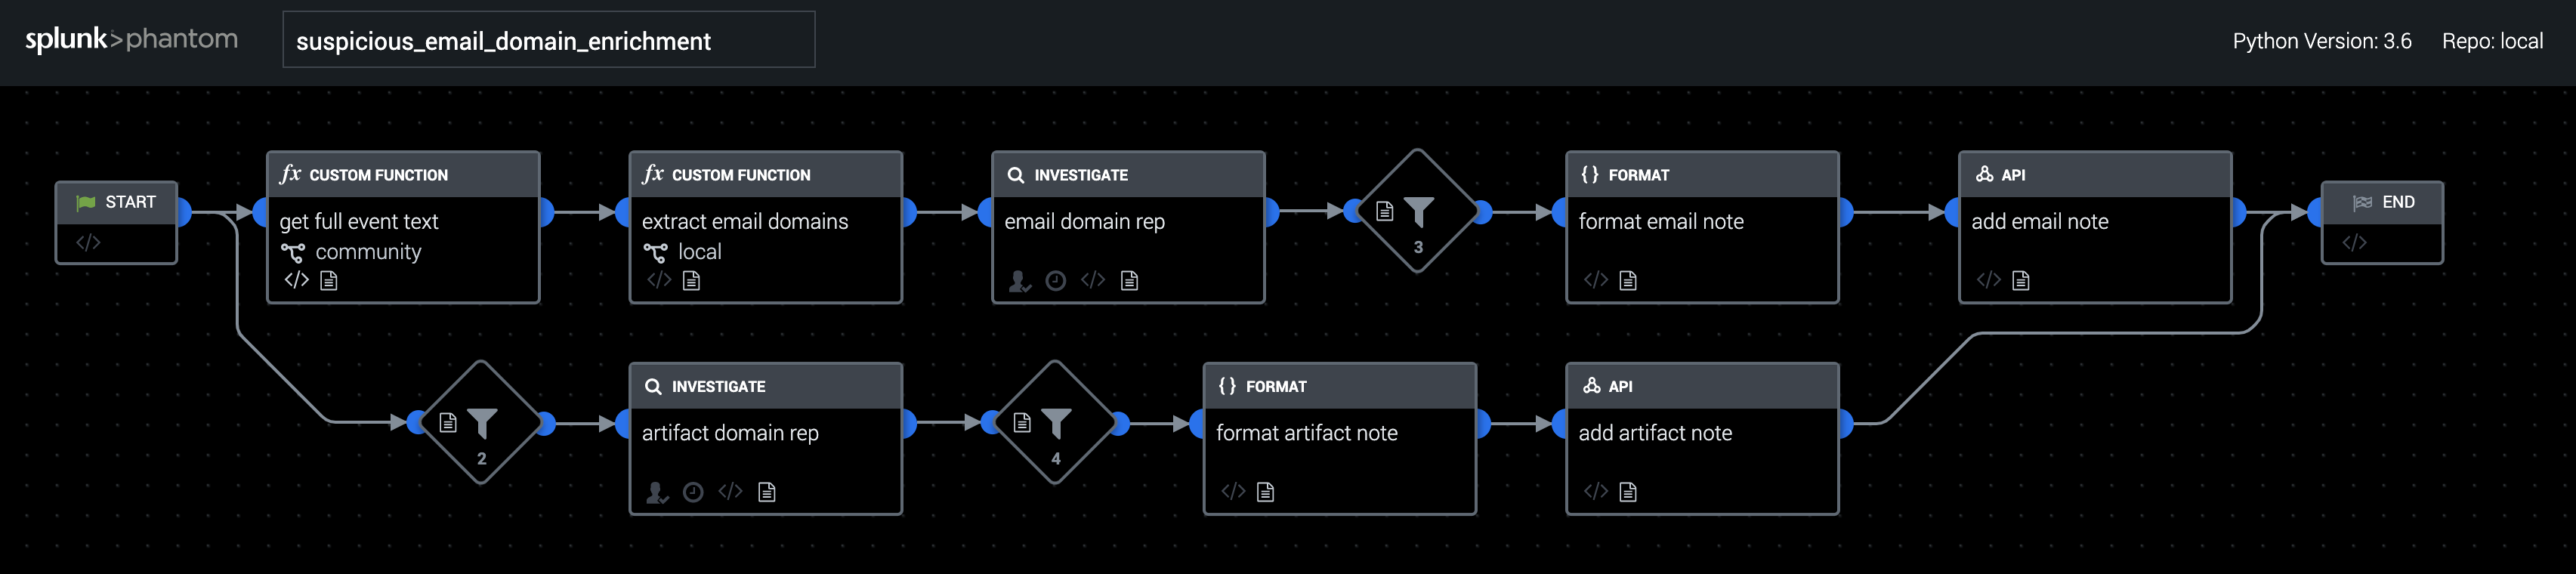 splunk>phantom
suspicious_email_domain_enrichment
Python Version: 3.6
Repo: local
START
</>
fx CUSTOM FUNCTION
get full event text
community
</>
fx CUSTOM FUNCTION
extract email domains
local
</>
INVESTIGATE
email domain rep
</>
3
{} FORMAT
format email note
</>
API
add email note
</>
END
</>
2
INVESTIGATE
artifact domain rep
</>
4
{} FORMAT
format artifact note
</>
API
add artifact note
</>